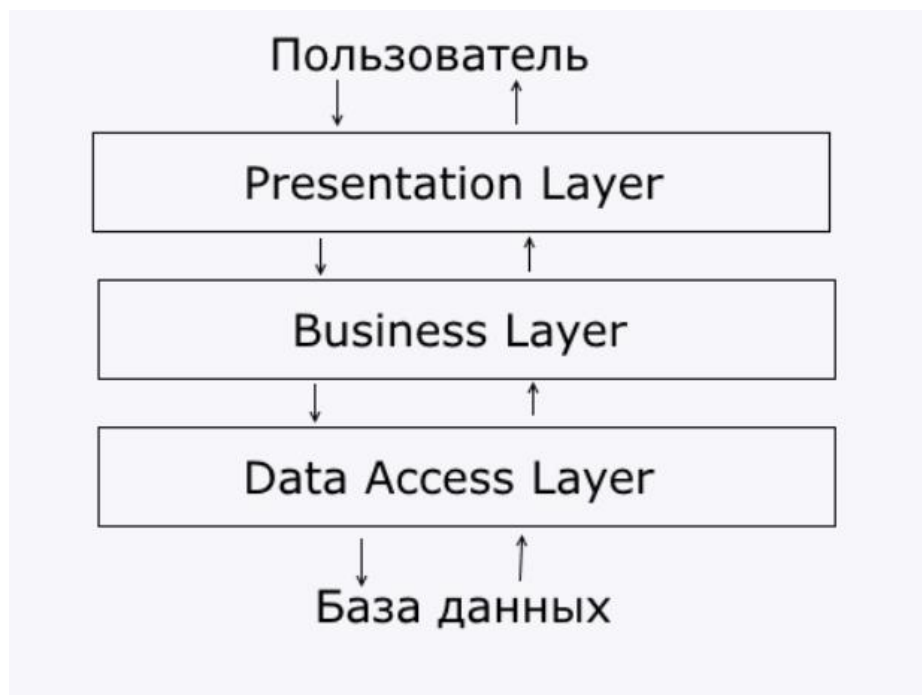 Пользователь
Presentation Layer
Business Layer
Data Access Layer
База данных